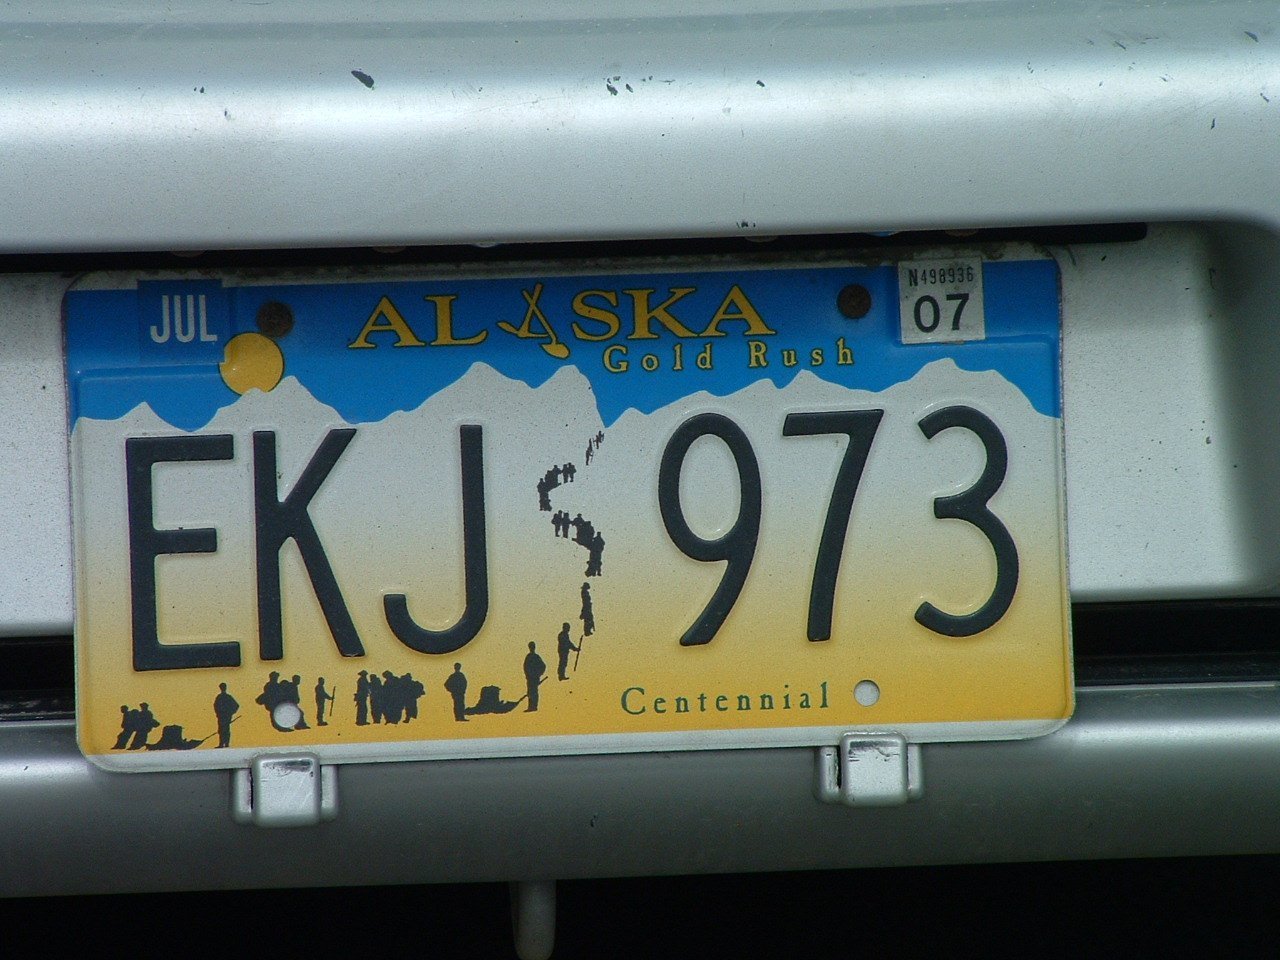 JUL
ALASKA
N498936
07
Gold Rush
EKJ 973
Centennial